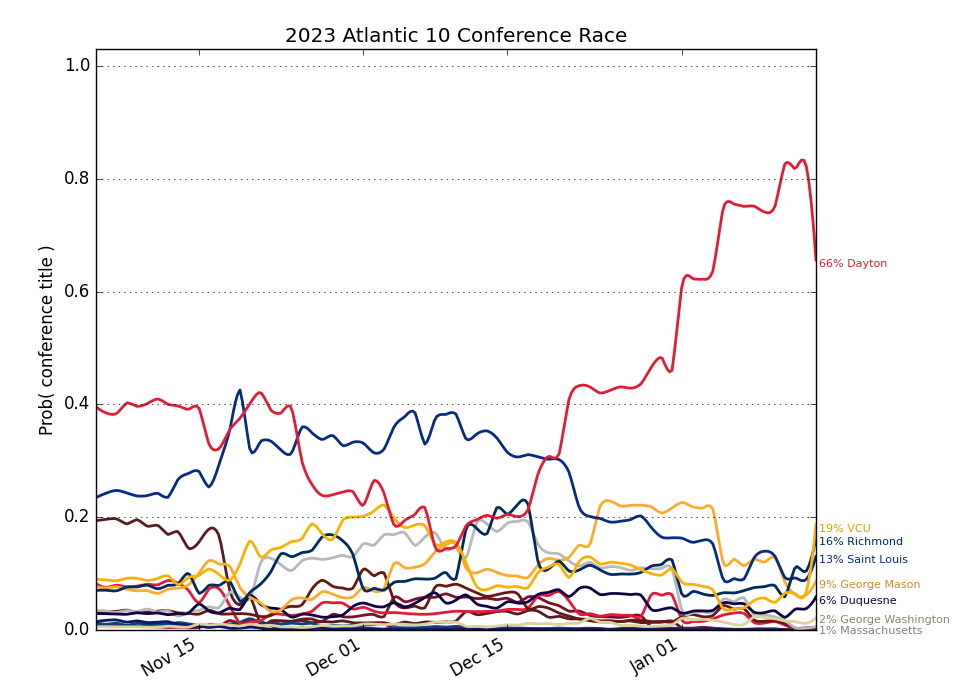 2023 Atlantic 10 Conference Race
Prob( conference title )
1.0
0.8
0.6
0.4
0.2
0.0
Nov 15
Dec 01
Dec 15
Jan 01
66% Dayton
19% VCU
16% Richmond
13% Saint Louis
9% George Mason
6% Duquesne
2% George Washington
1% Massachusetts